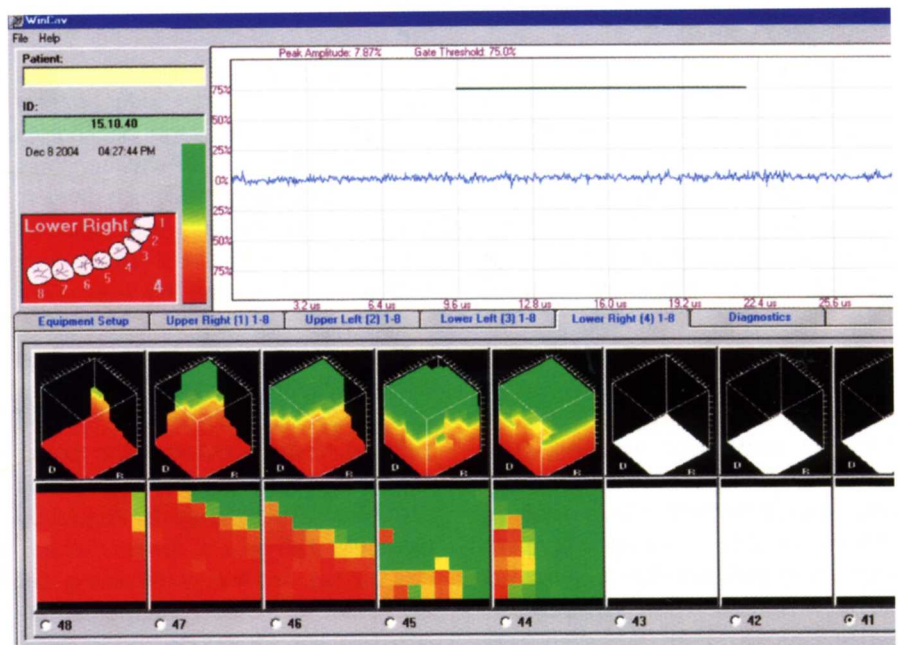 WinCav
File Help
Patient:
ID:
15.10.40
Dec 8 2004 04:27:44 PM
Lower Right
1
2
3
4
5
6
7
8
4
Peak Amplitude: 7.87% Gate Threshold: 75.0%
75%
50%
25%
0%
25%
50%
75%
3.2 us 6.4 us 9.6 us 12.8 us 16.0 us 19.2 us 22.4 us 25.6 us
Equipment Setup Upper Right (1) 1-8 Upper Left (2) 1-8 Lower Left (3) 1-8 Lower Right (4) 1-8 Diagnostics
D R D R D R D R D R D R D R D
48 47 46 45 44 43 42 41